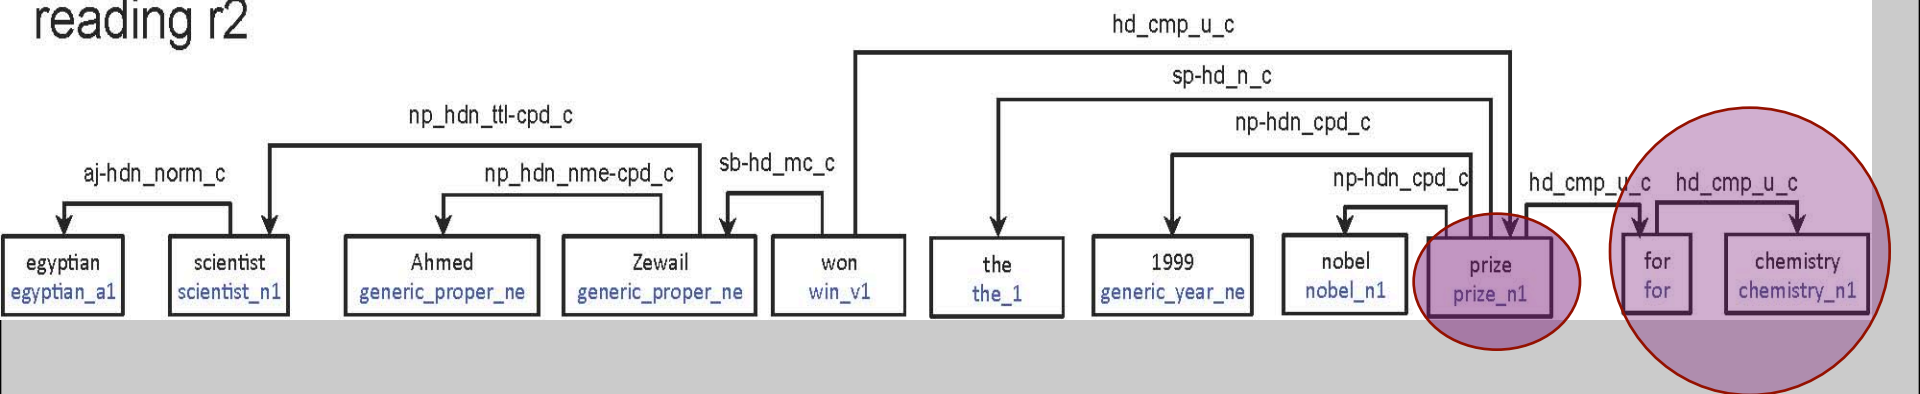 reading r2
hd_cmp_u_c
sp-hd_n_c
np_hdn_ttl-cpd_c
np-hdn_cpd_c
aj-hdn_norm_c
np_hdn_nme-cpd_c
sb-hd_mc_c
np-hdn_cpd_c
hd_cmp_u_c
hd_cmp_u_c
egyptian
egyptian_a1
scientist
scientist_n1
Ahmed
generic_proper_ne
Zewail
generic_proper_ne
won
win_v1
the
the_1
1999
generic_year_ne
nobel
nobel_n1
prize
prize_n1
for
for
chemistry
chemistry_n1